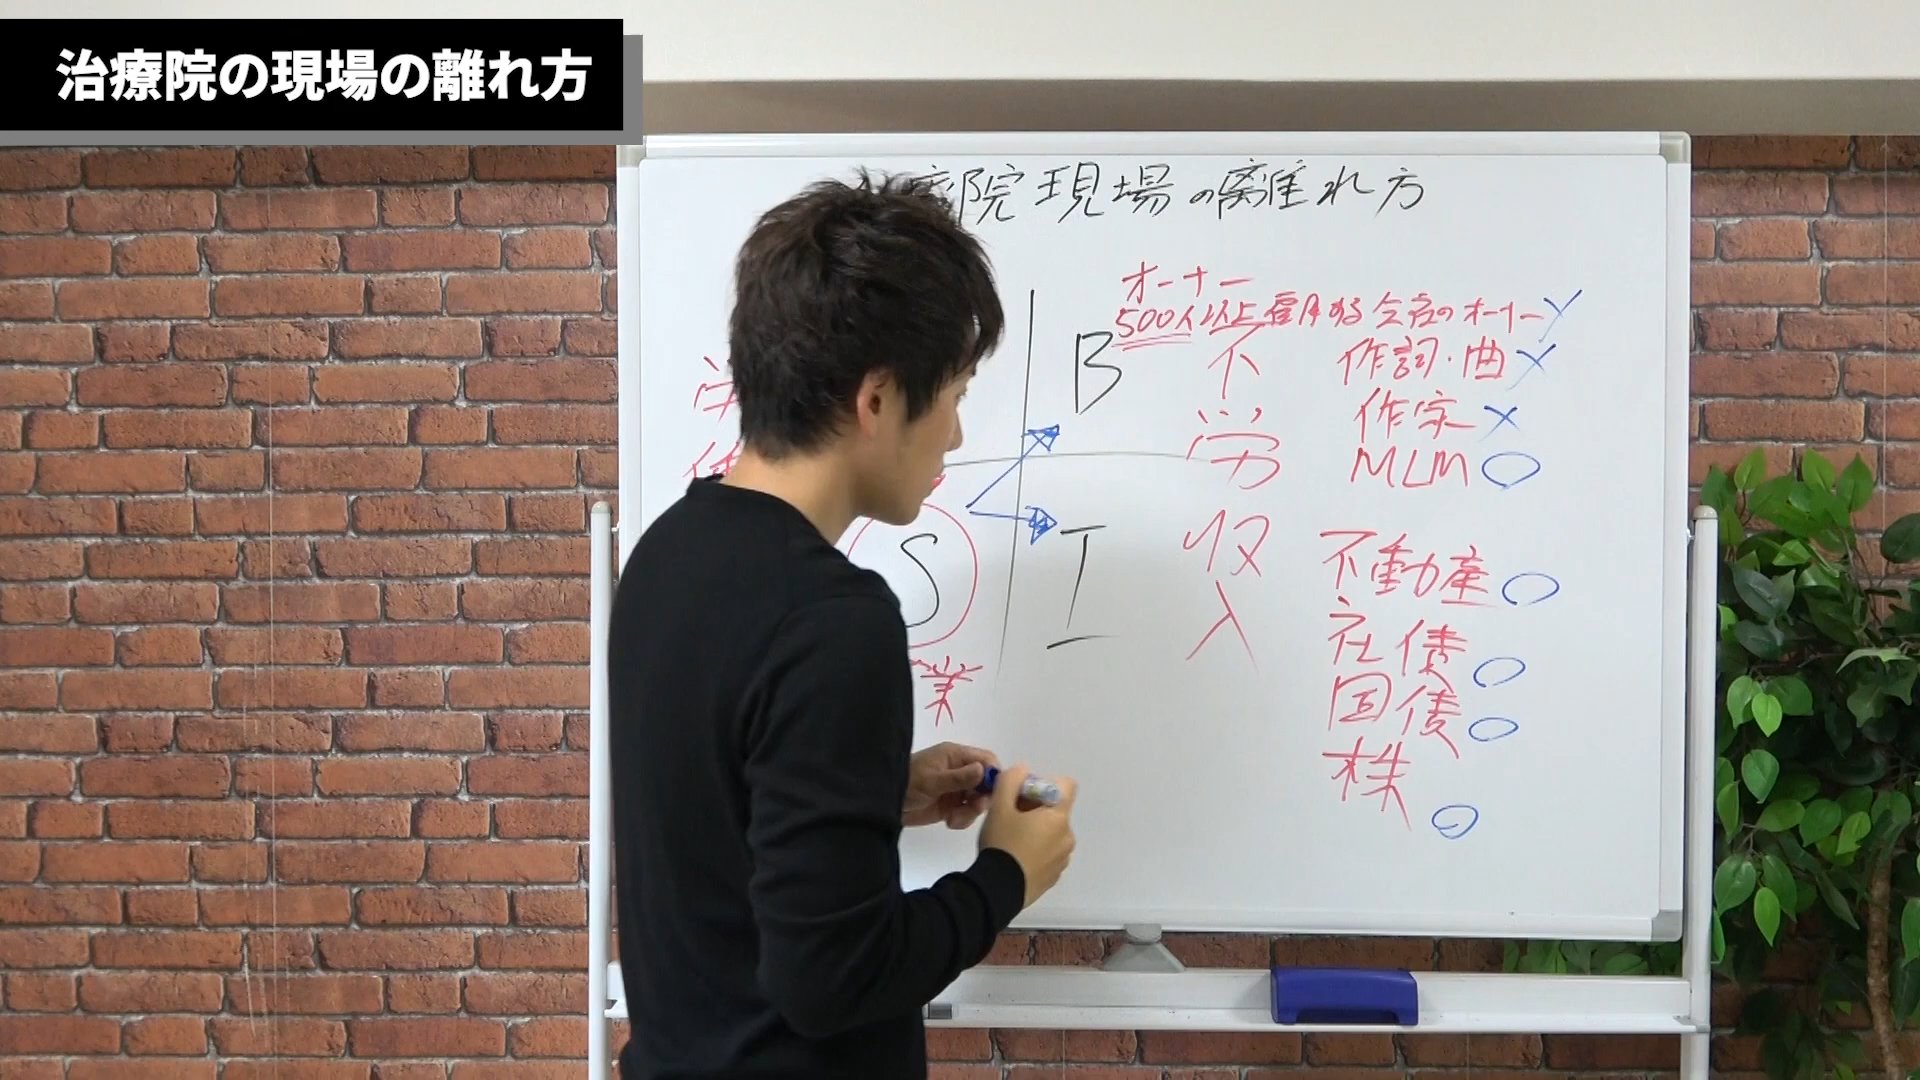 治療院の現場の離れ方
院現場の離れ方
オーナー
500人以上雇用する会社のオーナー×
B
作詞・曲×
作家×
MLM○
不労収入
S
I
業
不動産○
社債○
国債○
株○